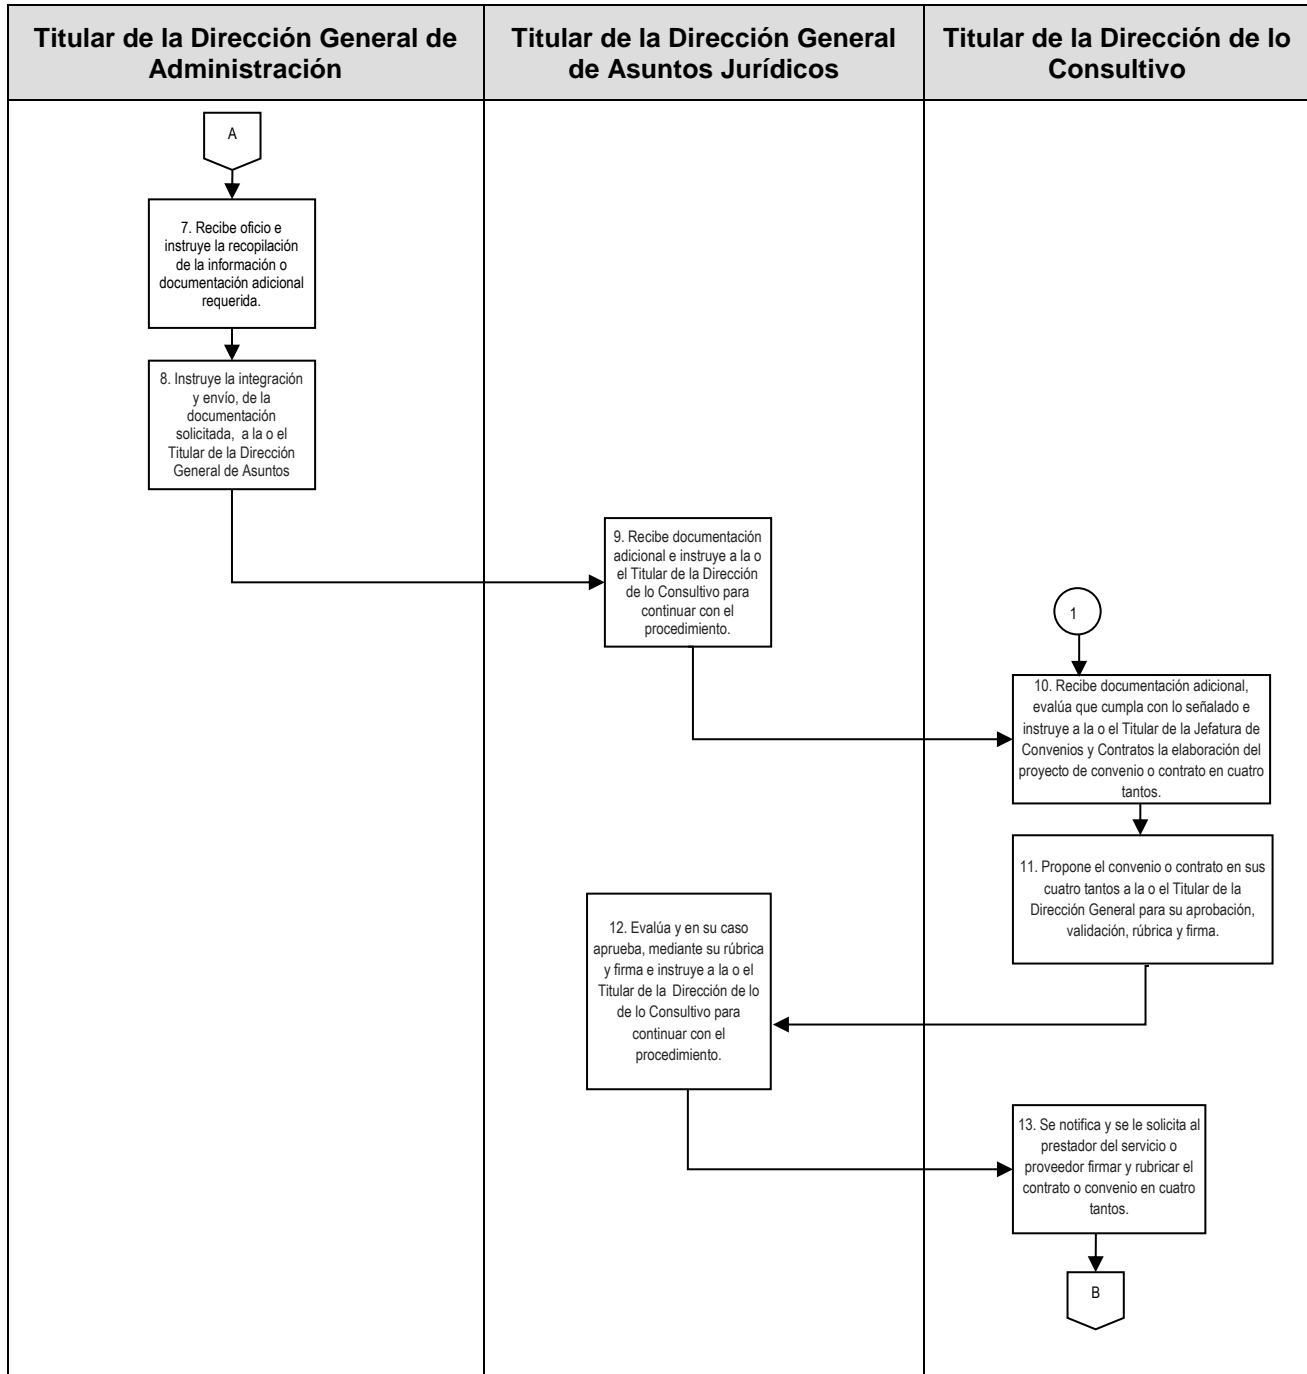 Titular de la Dirección General de
Administración
Titular de la Dirección General
de Asuntos Jurídicos
Titular de la Dirección de lo
Consultivo
A
7. Recibe oficio e
instruye la recopilación
de la información o
documentación adicional
requerida.
8. Instruye la integración
y envío, de la
documentación
solicitada, a la o el
Titular de la Dirección
General de Asuntos
9. Recibe documentación
adicional e instruye a la o
el Titular de la Dirección
de lo Consultivo para
continuar con el
procedimiento.
1
10. Recibe documentación adicional,
evalúa que cumpla con lo señalado e
instruye a la o el Titular de la Jefatura de
Convenios y Contratos la elaboración del
proyecto de convenio o contrato en cuatro
tantos.
11. Propone el convenio o contrato en sus
cuatro tantos a la o el Titular de la
Dirección General para su aprobación,
validación, rúbrica y firma.
12. Evalúa y en su caso
aprueba, mediante su rúbrica
y firma e instruye a la o el
Titular de la Dirección de lo
de lo Consultivo para
continuar con el
procedimiento.
13. Se notifica y se le solicita al
prestador del servicio o
proveedor firmar y rubricar el
contrato o convenio en cuatro
tantos.
B